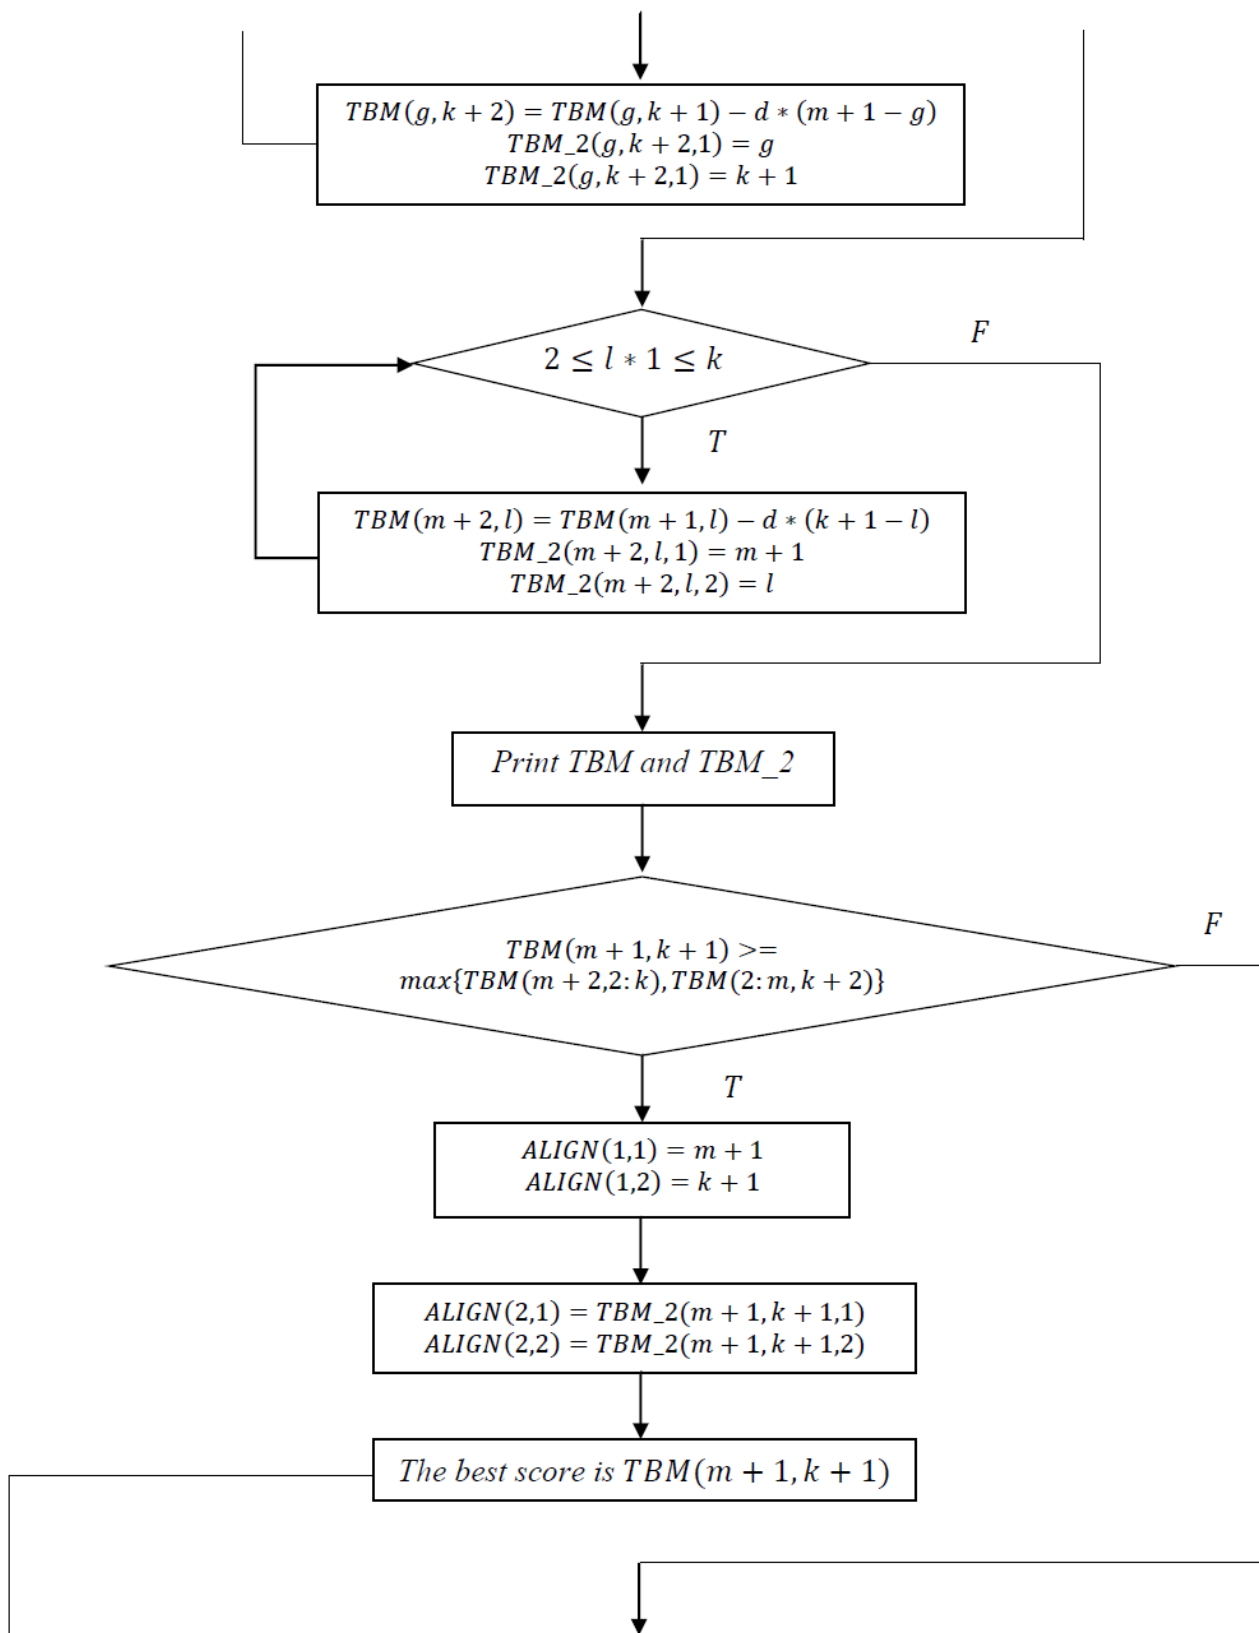 TBM(g, k + 2) = TBM(g, k + 1) − d ∗ (m + 1 − g)
TBM_2(g, k + 2,1) = g
TBM_2(g, k + 2,1) = k + 1
F
2 ≤ l ∗ 1 ≤ k
T
TBM(m + 2, l) = TBM(m + 1, l) − d ∗ (k + 1 − l)
TBM_2(m + 2, l, 1) = m + 1
TBM_2(m + 2, l, 2) = l
Print TBM and TBM_2
F
TBM(m + 1, k + 1) >=
max{TBM(m + 2,2: k), TBM(2: m, k + 2)}
T
ALIGN(1,1) = m + 1
ALIGN(1,2) = k + 1
ALIGN(2,1) = TBM_2(m + 1, k + 1,1)
ALIGN(2,2) = TBM_2(m + 1, k + 1,2)
The best score is TBM(m + 1, k + 1)